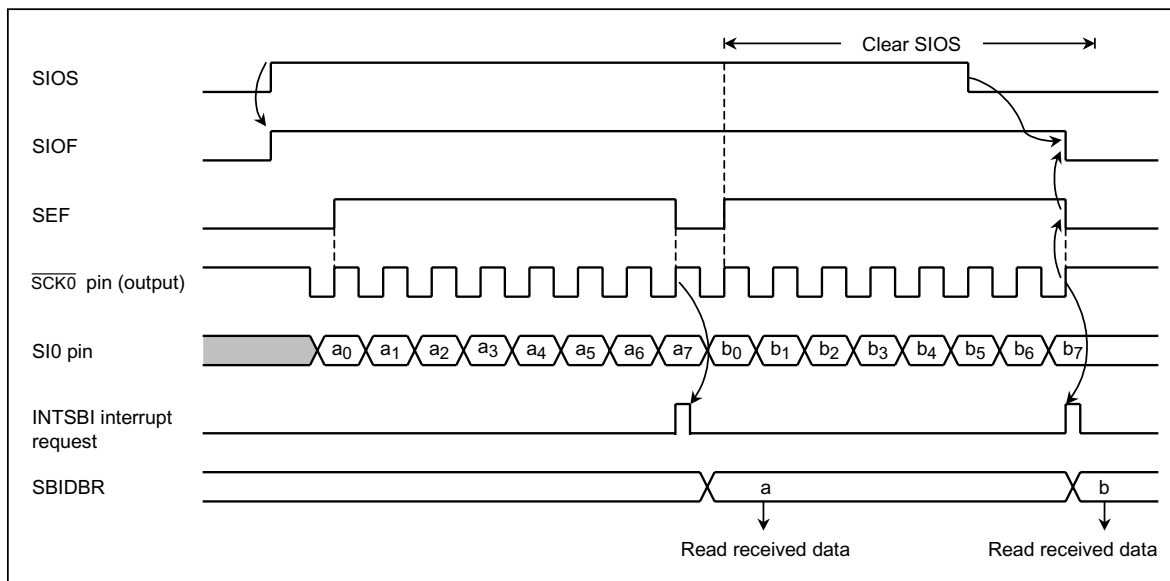 Clear SIOS
SIOS
SIOF
SEF
SCK0 pin (output)
SI0 pin
a0 a1 a2 a3 a4 a5 a6 a7 b0 b1 b2 b3 b4 b5 b6 b7
INTSBI interrupt
request
SBIDBR
a b
Read received data Read received data